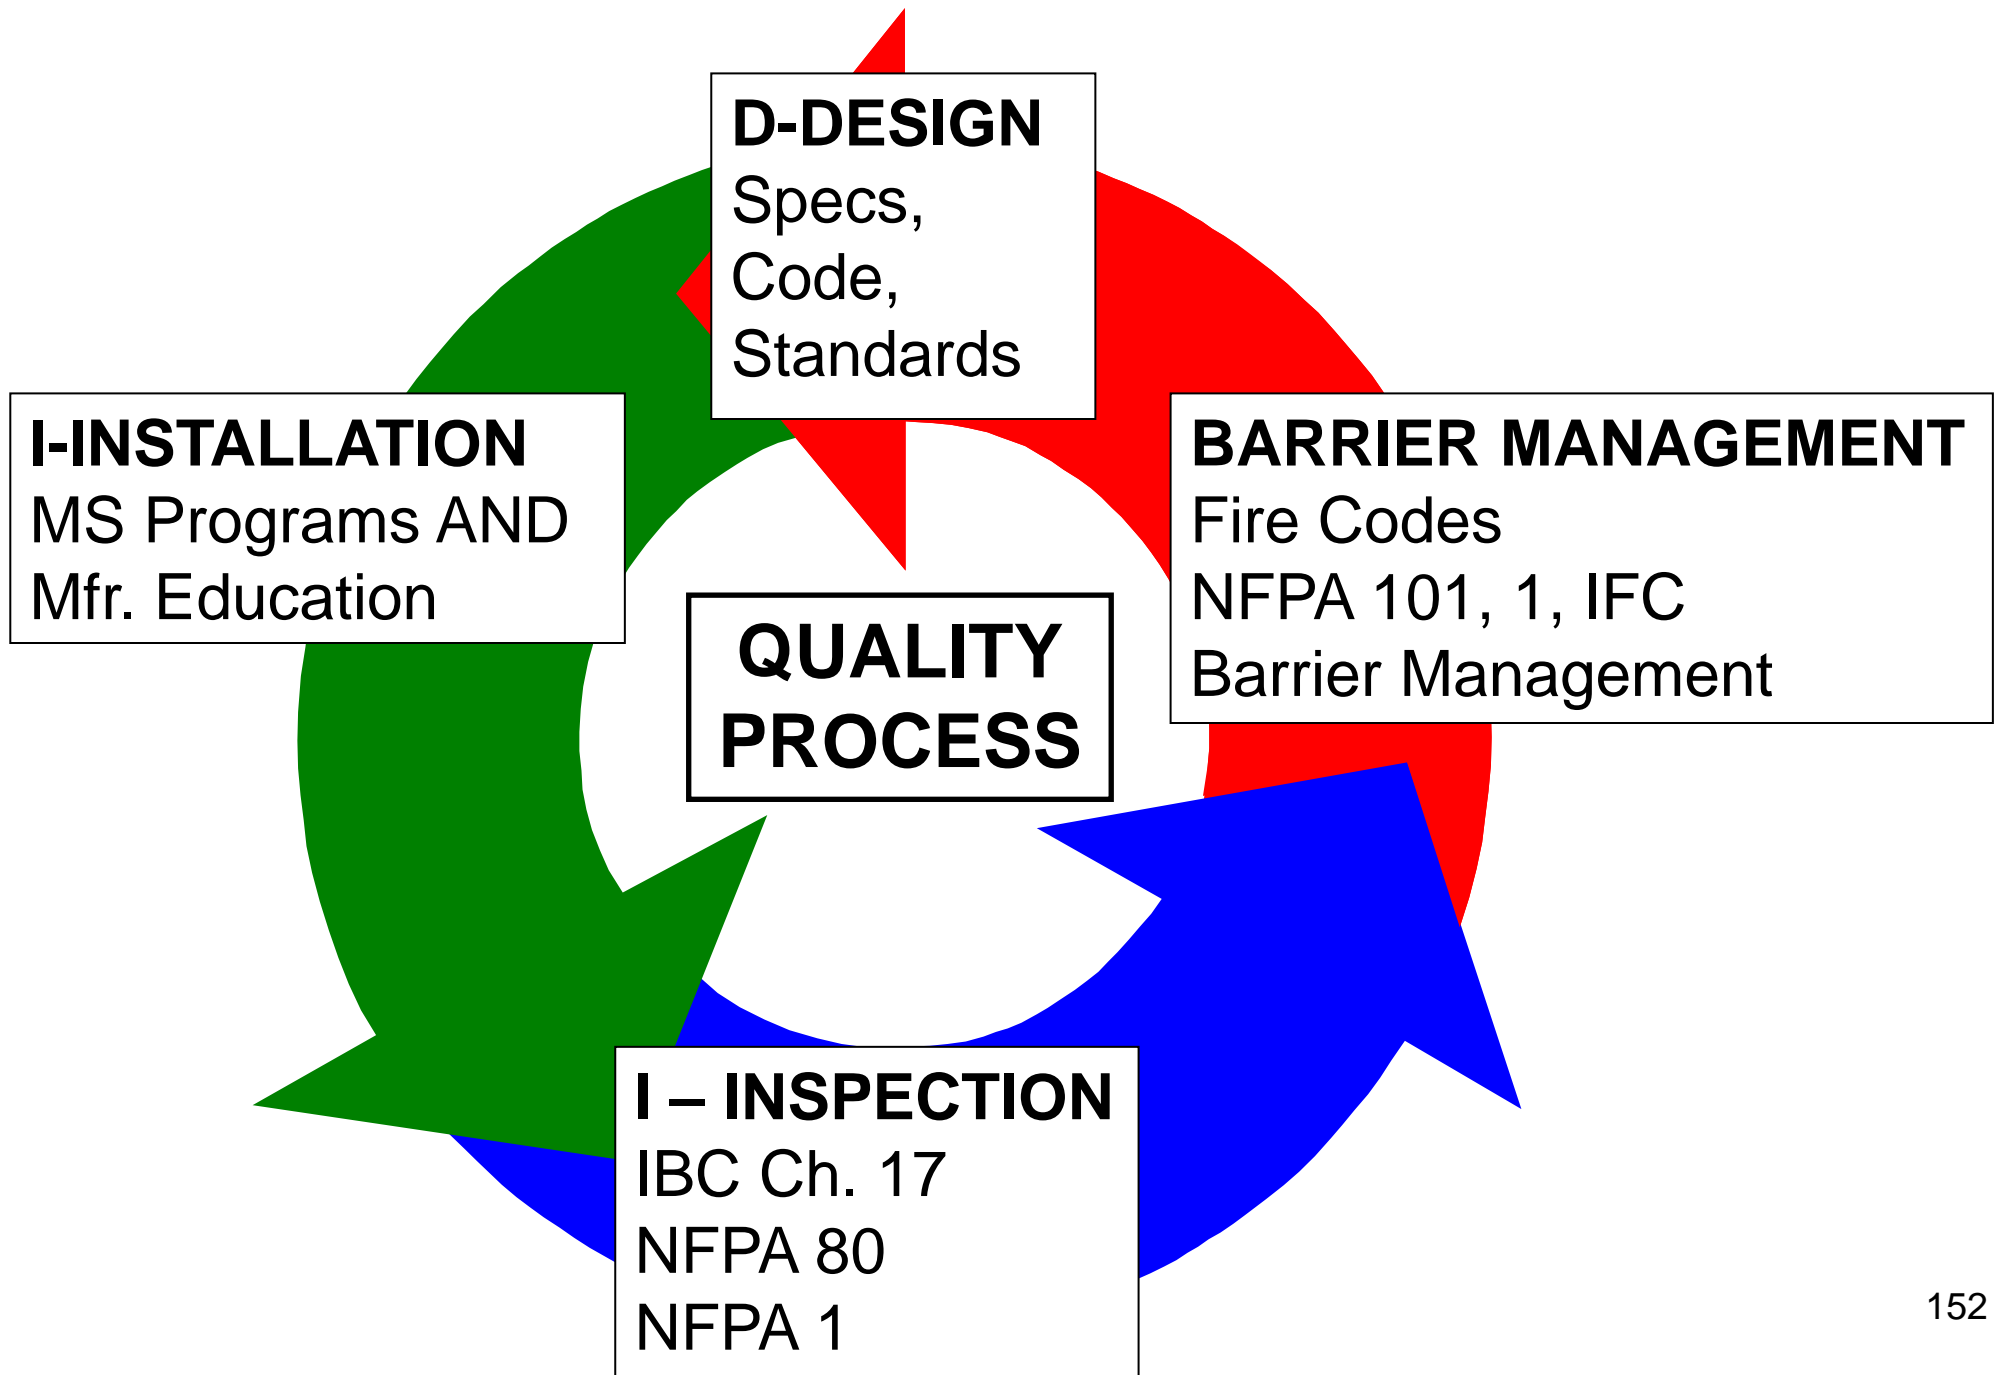 D-DESIGN
Specs,
Code,
Standards
I-INSTALLATION
MS Programs AND
Mfr. Education
BARRIER MANAGEMENT
Fire Codes
NFPA 101, 1, IFC
Barrier Management
QUALITY
PROCESS
I – INSPECTION
IBC Ch. 17
NFPA 80
NFPA 1
152